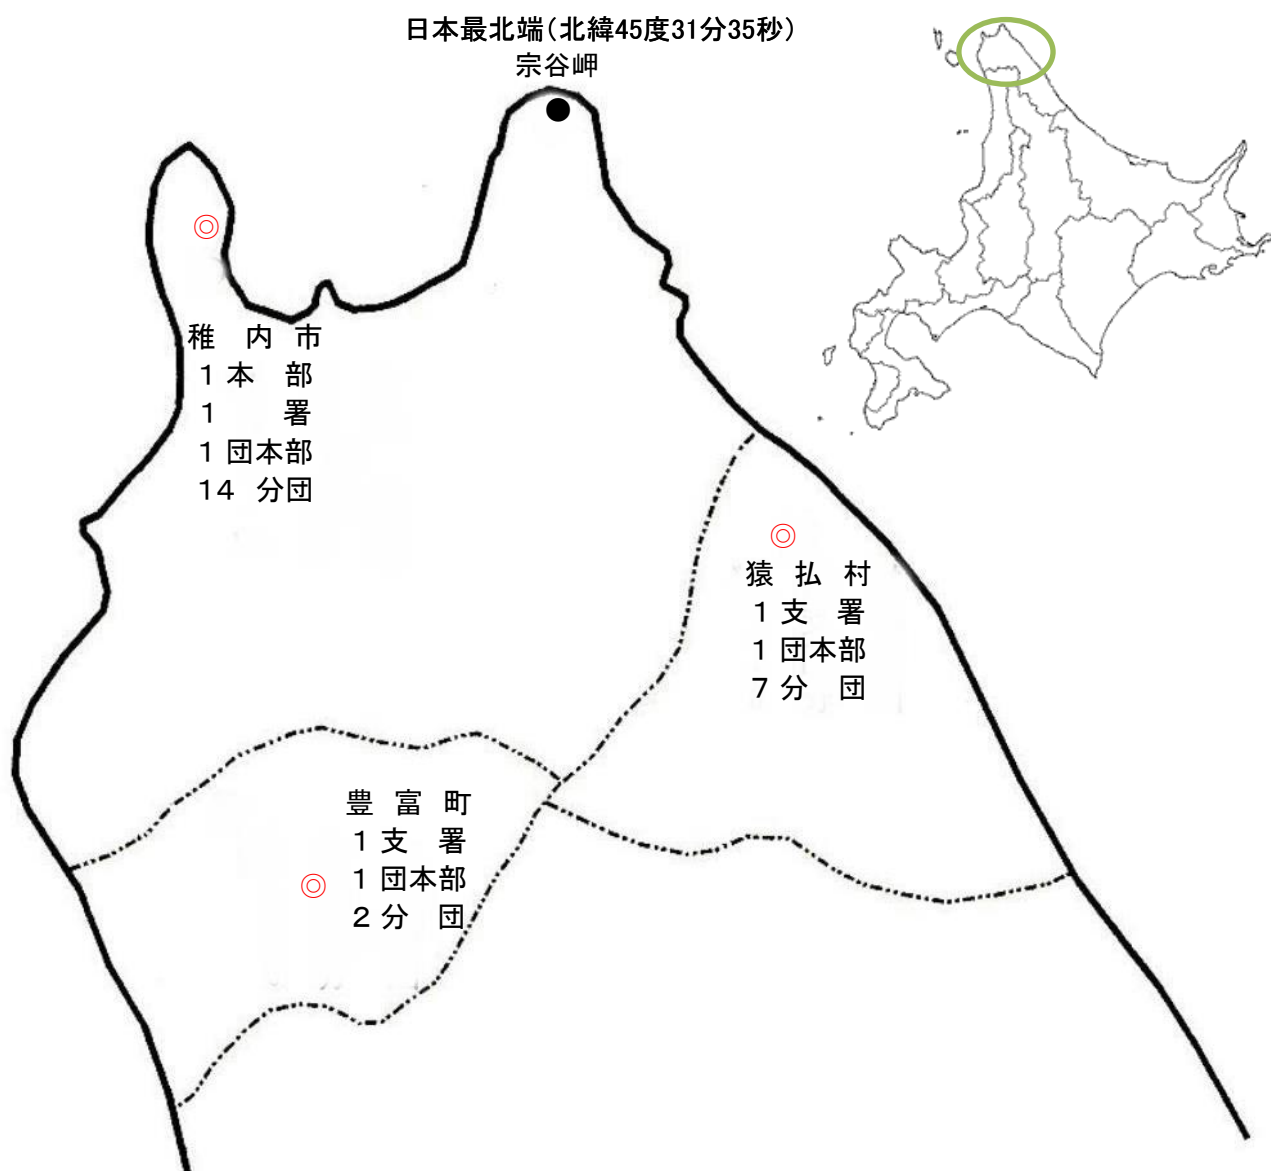 日本最北端(北緯45度31分35秒)
宗谷岬
稚 内 市
1 本 部
1 署
1 団本部
14 分団
猿 払 村
1 支 署
1 団本部
7 分 団
豊 富 町
1 支 署
1 団本部
2 分 団